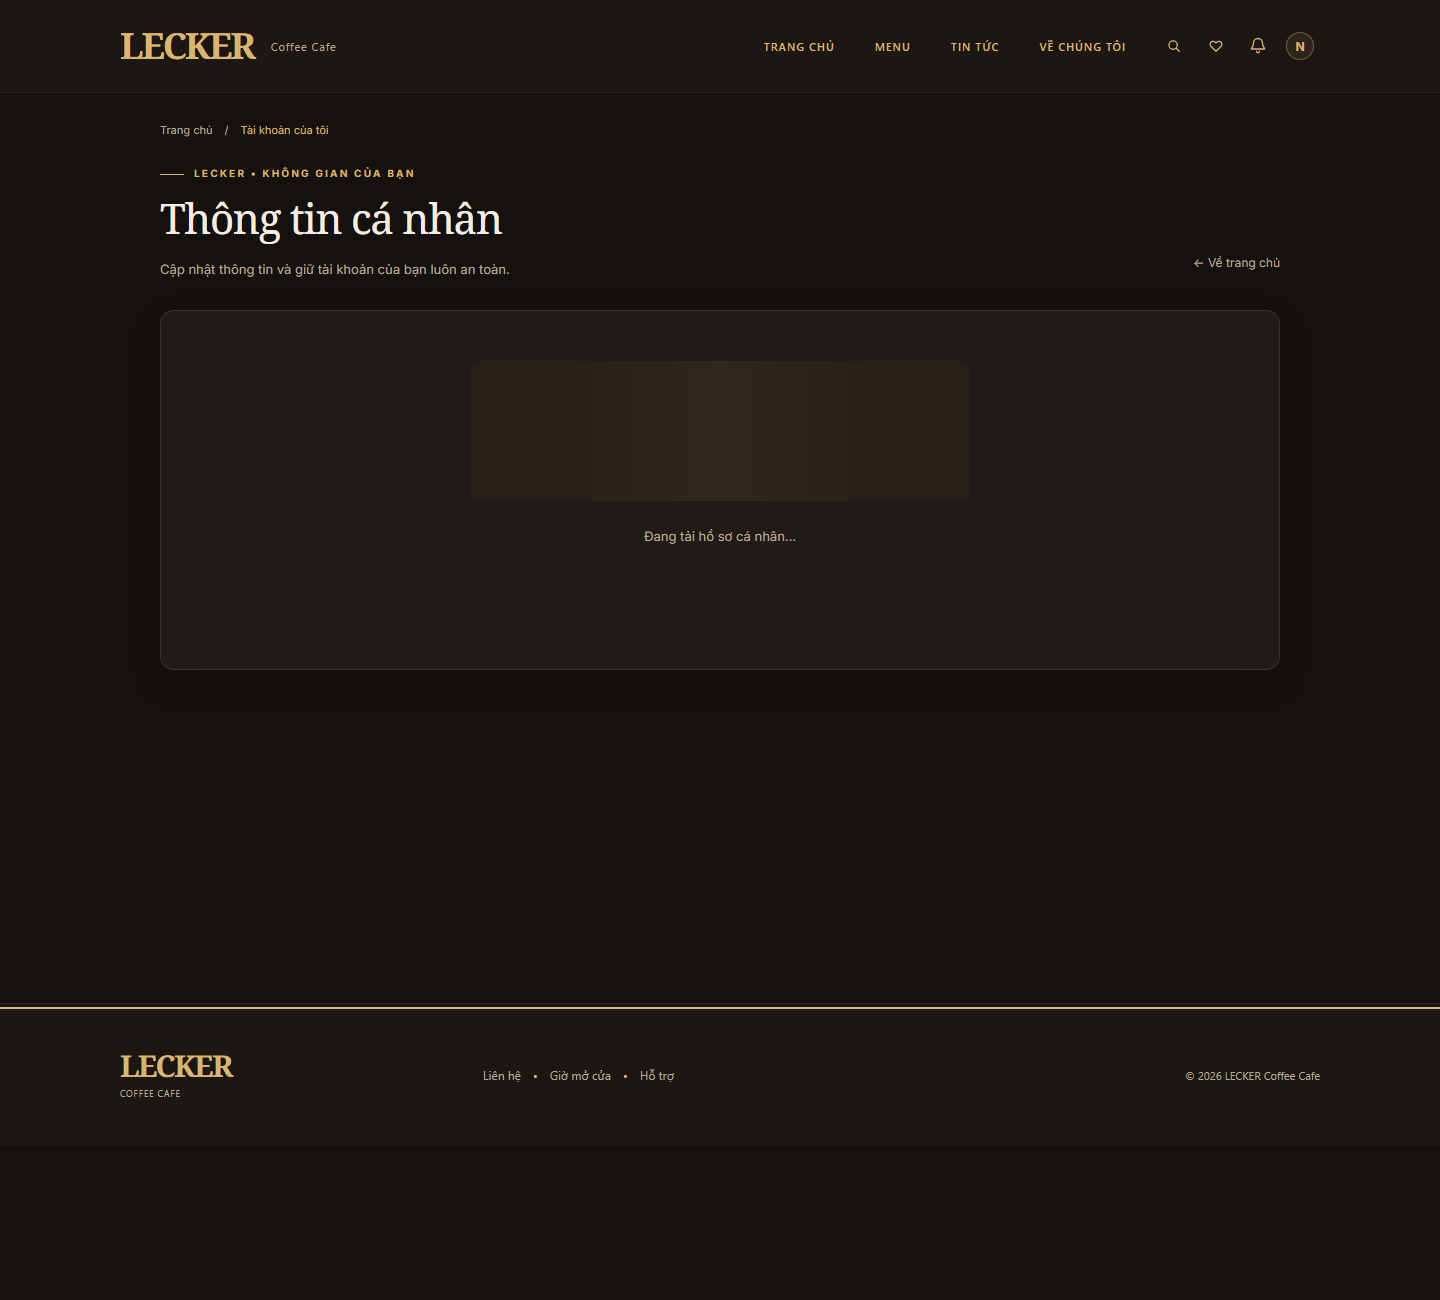 LECKER Coffee Cafe TRANG CHỦ MENU TIN TỨC VỀ CHÚNG TÔI N
Trang chủ / Tài khoản của tôi
LECKER • KHÔNG GIAN CỦA BẠN
Thông tin cá nhân
Cập nhật thông tin và giữ tài khoản của bạn luôn an toàn.
← Về trang chủ
Đang tải hồ sơ cá nhân...
LECKER
COFFEE CAFE
Liên hệ • Giờ mở cửa • Hỗ trợ
© 2026 LECKER Coffee Cafe